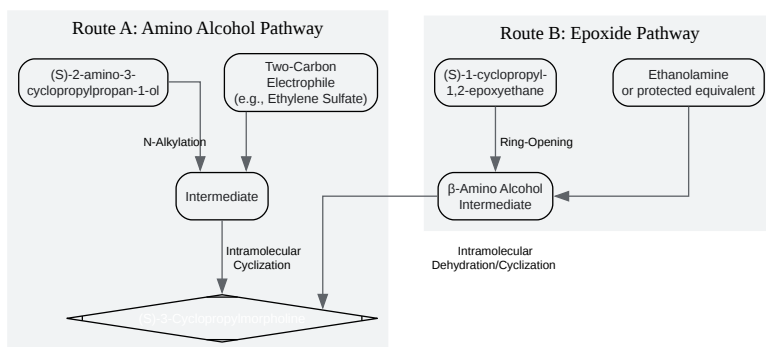 Route A: Amino Alcohol Pathway
(S)-2-amino-3-
cyclopropylpropan-1-ol
Two-Carbon
Electrophile
(e.g., Ethylene Sulfate)
N-Alkylation
Intermediate
Intramolecular
Cyclization
(S)-3-Cyclopropylmorpholine
Route B: Epoxide Pathway
(S)-1-cyclopropyl-
1,2-epoxyethane
Ethanolamine
or protected equivalent
Ring-Opening
β-Amino Alcohol
Intermediate
Intramolecular
Dehydration/Cyclization